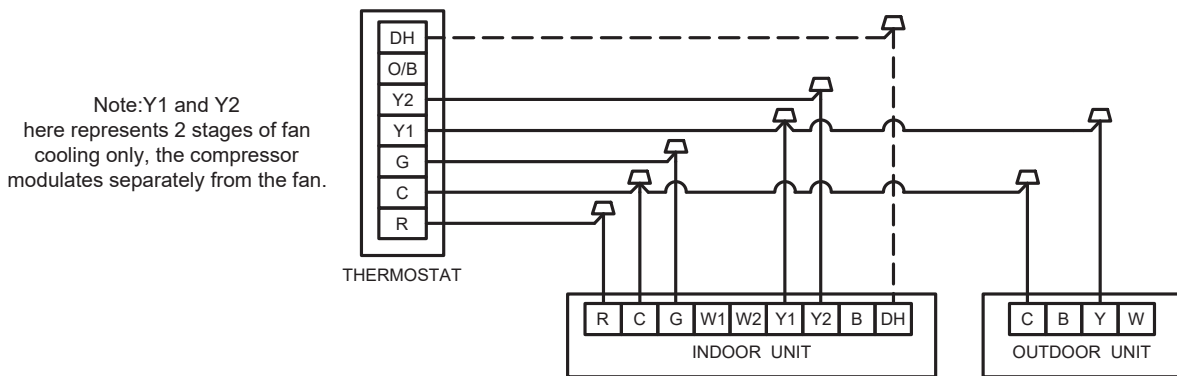 DH
O/B
Y2
Y1
G
C
R
THERMOSTAT
Note:Y1 and Y2
here represents 2 stages of fan
cooling only, the compressor
modulates separately from the fan.
R C G W1 W2 Y1 Y2 B DH
INDOOR UNIT
C B Y W
OUTDOOR UNIT